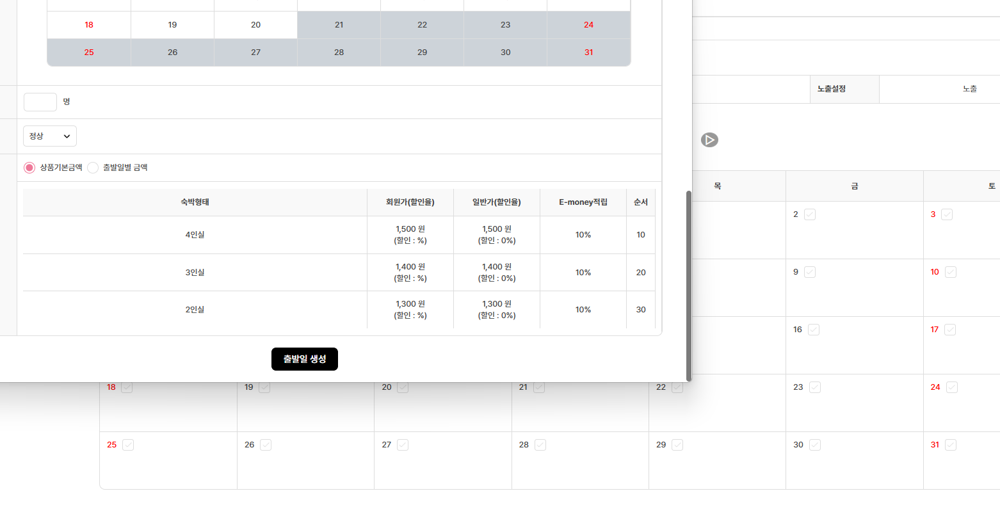 18 19 20 21 22 23 24
25 26 27 28 29 30 31
명
정상
상품기본금액 출발일별 금액
숙박형태 회원가(할인율) 일반가(할인율) E-money적립 순서
4인실 1,500 원 (할인 : %) 1,500 원 (할인 : 0%) 10% 10
3인실 1,400 원 (할인 : %) 1,400 원 (할인 : 0%) 10% 20
2인실 1,300 원 (할인 : %) 1,300 원 (할인 : 0%) 10% 30
출발일 생성
노출설정 노출
목 금 토
2 3
9 10
16 17
18 19 20 21 22 23 24
25 26 27 28 29 30 31